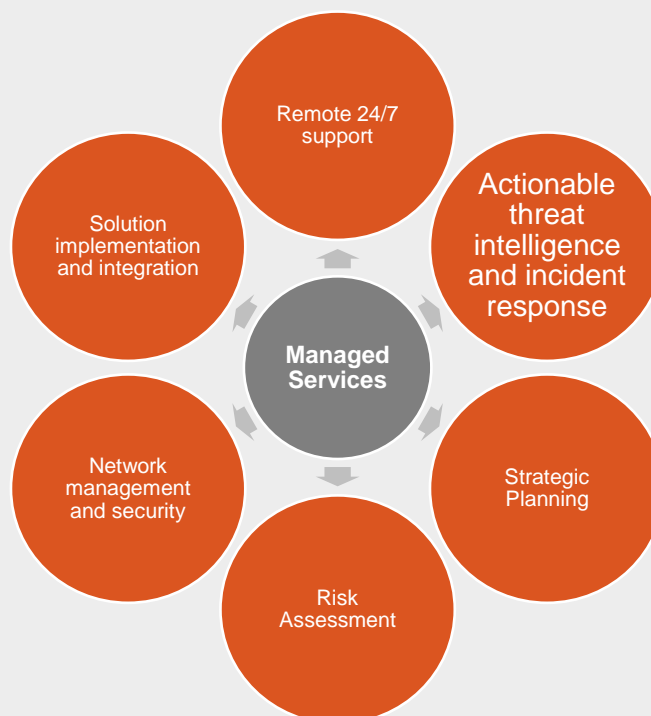 Remote 24/7
support
Actionable
threat
intelligence
and incident
response
Solution
implementation
and integration
Managed
Services
Network
management
and security
Strategic
Planning
Risk
Assessment